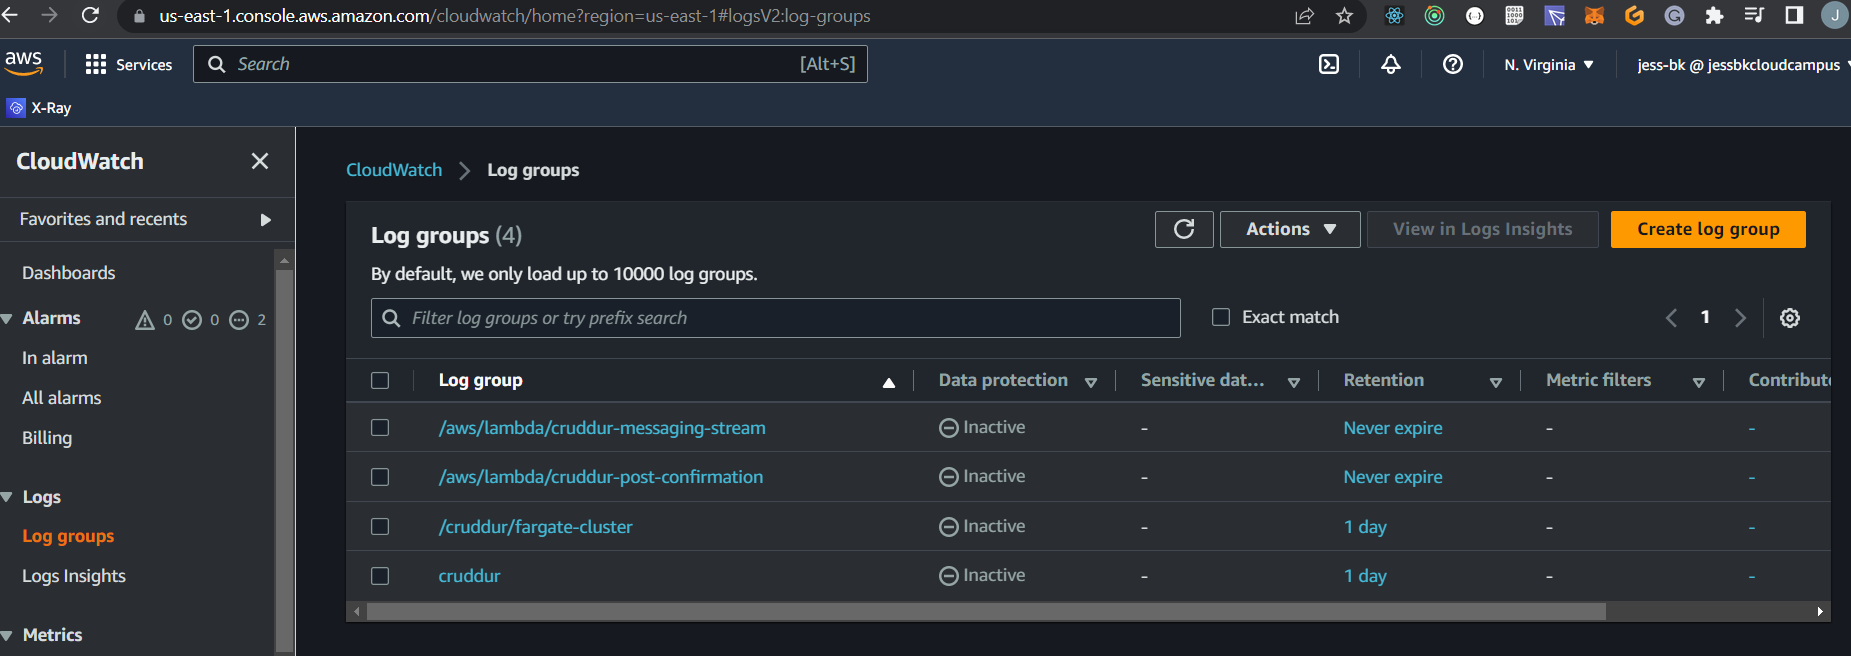 us-east-1.console.aws.amazon.com/cloudwatch/home?region=us-east-1#logsV2:log-groups
J
aws
Services
Search
[Alt+S]
N. Virginia
jess-bk @ jessbkcloudcampus
X-Ray
CloudWatch
Favorites and recents
Dashboards
Alarms 0 0 2
In alarm
All alarms
Billing
Logs
Log groups
Logs Insights
Metrics
CloudWatch
Log groups
Log groups (4)
Actions
View in Logs Insights
Create log group
By default, we only load up to 10000 log groups.
Filter log groups or try prefix search
Exact match
1
Log group Data protection Sensitive dat... Retention Metric filters Contribut
/aws/lambda/cruddur-messaging-stream Inactive - Never expire - -
/aws/lambda/cruddur-post-confirmation Inactive - Never expire - -
/cruddur/fargate-cluster Inactive - 1 day - -
cruddur Inactive - 1 day - -